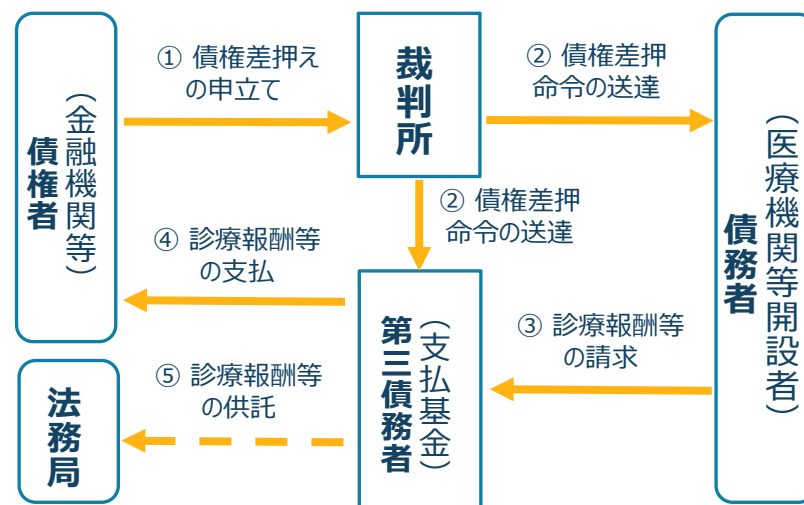 債権者
（金融機関等）
① 債権差押え
の申立て
裁判所
② 債権差押
命令の送達
② 債権差押
命令の送達
債務者
（医療機関等開設者）
③ 診療報酬等
の請求
第三債務者
（支払基金）
④ 診療報酬等
の支払
⑤ 診療報酬等
の供託
法務局